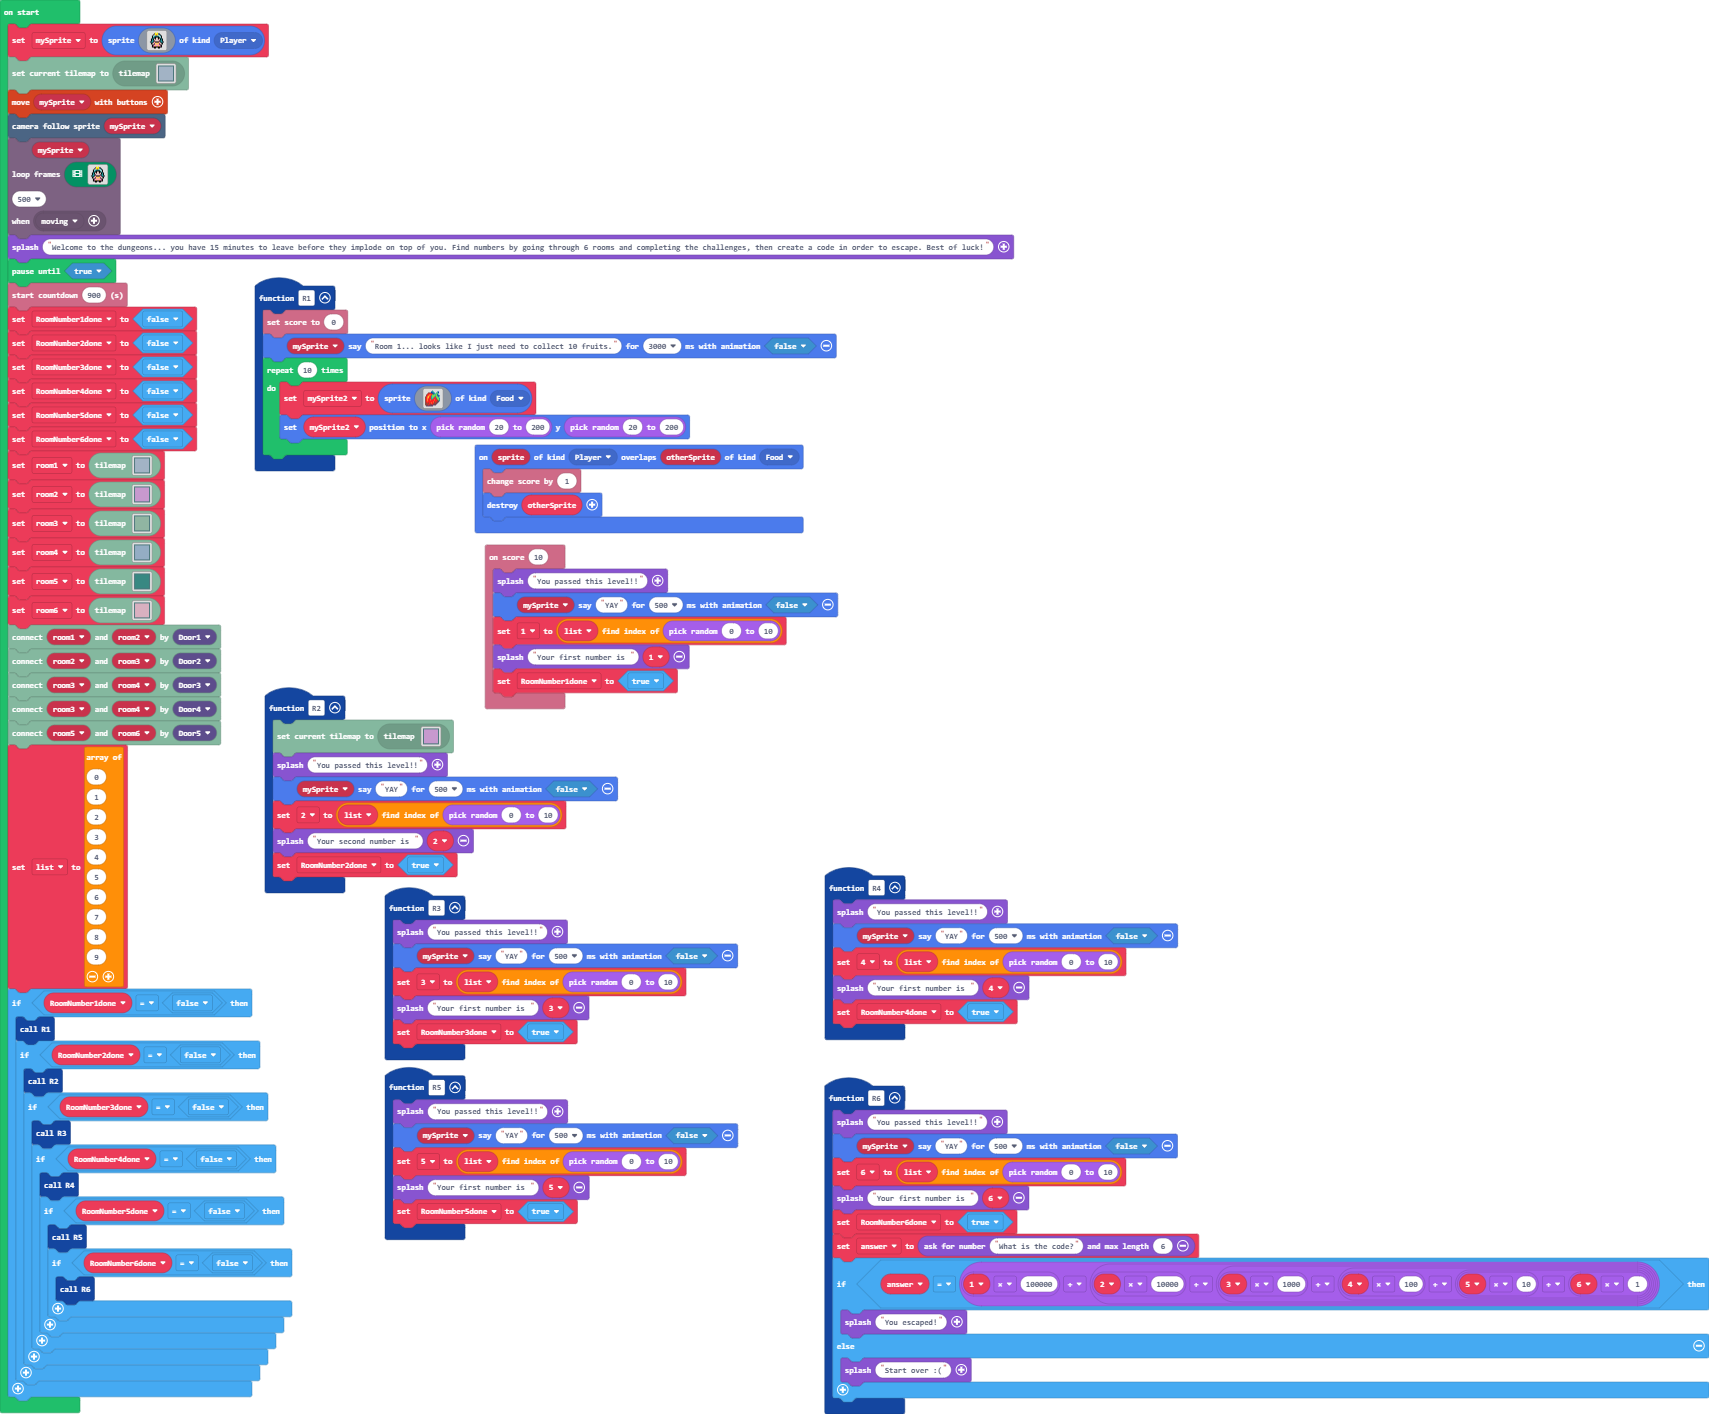 on start
set mySprite to sprite of kind Player
set current tilemap to tilemap
move mySprite with buttons
camera follow sprite mySprite
mySprite
loop frames
500
when moving
splash "Welcome to the dungeons... you have 15 minutes to leave before they implode on top of you. Find numbers by going through 6 rooms and completing the challenges, then create a code in order to escape. Best of luck!"
pause until true
start countdown 900 (s)
set RoomNumber1done to false
set RoomNumber2done to false
set RoomNumber3done to false
set RoomNumber4done to false
set RoomNumber5done to false
set RoomNumber6done to false
set room1 to tilemap
set room2 to tilemap
set room3 to tilemap
set room4 to tilemap
set room5 to tilemap
set room6 to tilemap
connect room1 and room2 by Door1
connect room2 and room3 by Door2
connect room3 and room4 by Door3
connect room3 and room4 by Door4
connect room5 and room6 by Door5
set list to array of
0
1
2
3
4
5
6
7
8
9
if RoomNumber1done = false then
call R1
if RoomNumber2done = false then
call R2
if RoomNumber3done = false then
call R3
if RoomNumber4done = false then
call R4
if RoomNumber5done = false then
call R5
if RoomNumber6done = false then
call R6
function R1
set score to 0
mySprite say "Room 1... looks like I just need to collect 10 fruits." for 3000 ms with animation false
repeat 10 times
do
set mySprite2 to sprite of kind Food
set mySprite2 position to x pick random 20 to 200 y pick random 20 to 200
on sprite of kind Player overlaps otherSprite of kind Food
change score by 1
destroy otherSprite
on score 10
splash "You passed this level!!"
mySprite say "YAY" for 500 ms with animation false
set 1 to list find index of pick random 0 to 10
splash "Your first number is " 1
set RoomNumber1done to true
function R2
set current tilemap to tilemap
splash "You passed this level!!"
mySprite say "YAY" for 500 ms with animation false
set 2 to list find index of pick random 0 to 10
splash "Your second number is " 2
set RoomNumber2done to true
function R3
splash "You passed this level!!"
mySprite say "YAY" for 500 ms with animation false
set 3 to list find index of pick random 0 to 10
splash "Your first number is " 3
set RoomNumber3done to true
function R4
splash "You passed this level!!"
mySprite say "YAY" for 500 ms with animation false
set 4 to list find index of pick random 0 to 10
splash "Your first number is " 4
set RoomNumber4done to true
function R5
splash "You passed this level!!"
mySprite say "YAY" for 500 ms with animation false
set 5 to list find index of pick random 0 to 10
splash "Your first number is " 5
set RoomNumber5done to true
function R6
splash "You passed this level!!"
mySprite say "YAY" for 500 ms with animation false
set 6 to list find index of pick random 0 to 10
splash "Your first number is " 6
set RoomNumber6done to true
set answer to ask for number "What is the code?" and max length 6
if answer = 1 × 100000 + 2 × 10000 + 3 × 1000 + 4 × 100 + 5 × 10 + 6 × 1 then
splash "You escaped!"
else
splash "Start over :("